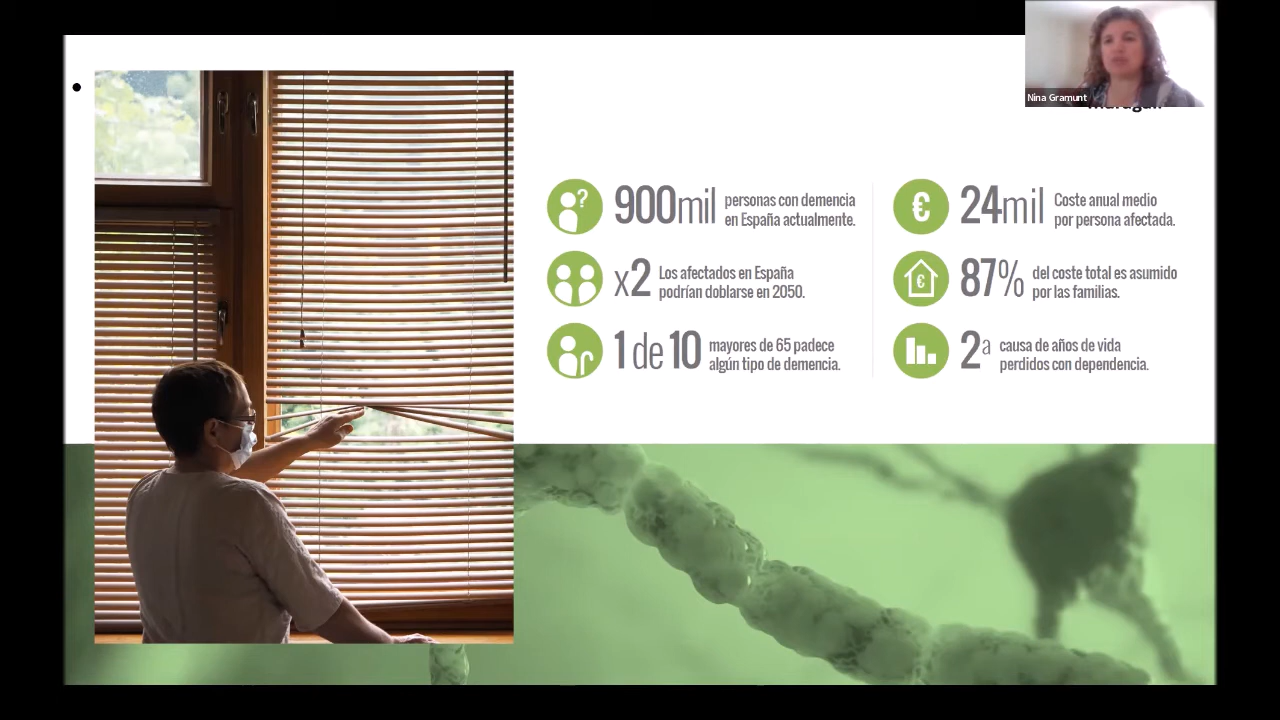 Nina Gramunt
900mil personas con demencia
en España actualmente.
x2 Los afectados en España
podrían doblarse en 2050.
1 de 10 mayores de 65 padece
algún tipo de demencia.
€ 24mil Coste anual medio
por persona afectada.
€ 87% del coste total es asumido
por las familias.
2a causa de años de vida
perdidos con dependencia.